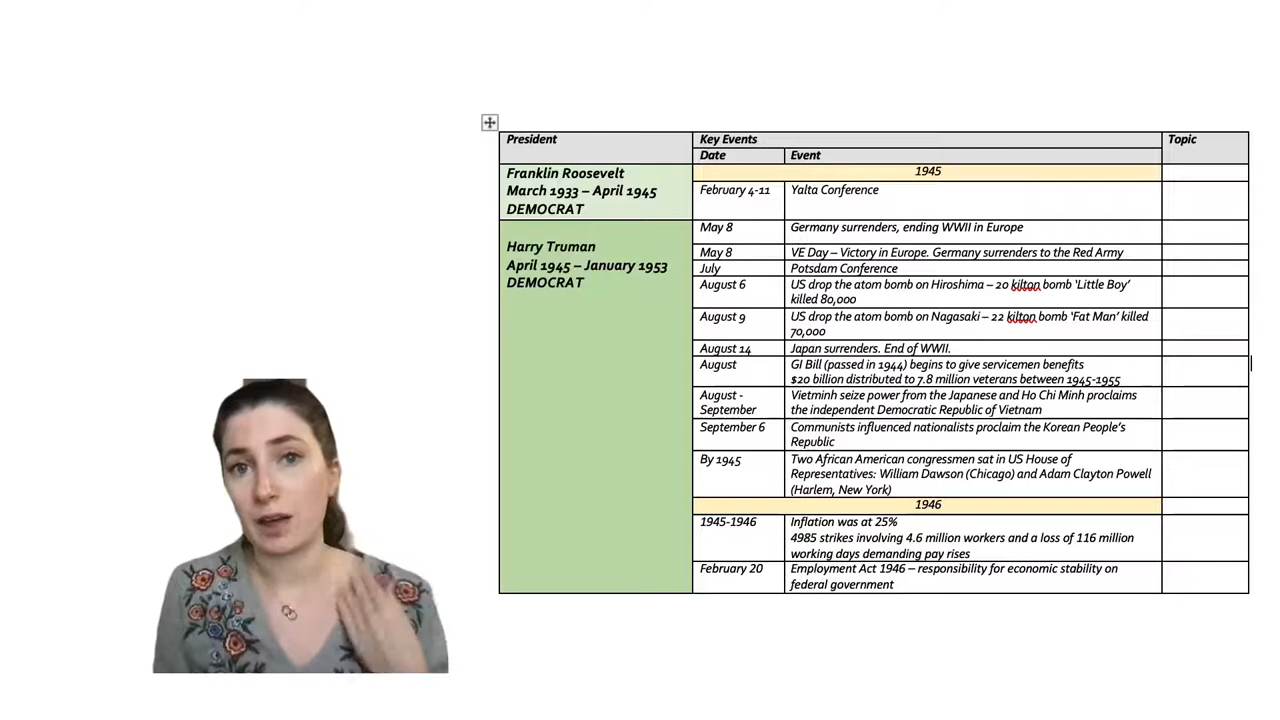 President Key Events Topic
Date Event
Franklin Roosevelt
March 1933 – April 1945
DEMOCRAT
1945
February 4-11 Yalta Conference
Harry Truman
April 1945 – January 1953
DEMOCRAT
May 8 Germany surrenders, ending WWII in Europe
May 8 VE Day – Victory in Europe. Germany surrenders to the Red Army
July Potsdam Conference
August 6 US drop the atom bomb on Hiroshima – 20 kilton bomb ‘Little Boy’
killed 80,000
August 9 US drop the atom bomb on Nagasaki – 22 kilton bomb ‘Fat Man’ killed
70,000
August 14 Japan surrenders. End of WWII.
August GI Bill (passed in 1944) begins to give servicemen benefits
$20 billion distributed to 7.8 million veterans between 1945-1955
August - Vietminh seize power from the Japanese and Ho Chi Minh proclaims
September the independent Democratic Republic of Vietnam
September 6 Communists influenced nationalists proclaim the Korean People’s
Republic
By 1945 Two African American congressmen sat in US House of
Representatives: William Dawson (Chicago) and Adam Clayton Powell
(Harlem, New York)
1946
1945-1946 Inflation was at 25%
4985 strikes involving 4.6 million workers and a loss of 116 million
working days demanding pay rises
February 20 Employment Act 1946 – responsibility for economic stability on
federal government